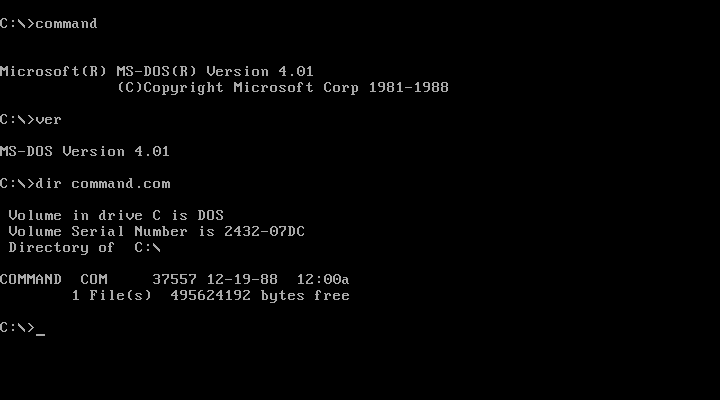 C:\>command
Microsoft(R) MS-DOS(R) Version 4.01
(C)Copyright Microsoft Corp 1981-1988
C:\>ver
MS-DOS Version 4.01
C:\>dir command.com
Volume in drive C is DOS
Volume Serial Number is 2432-07DC
Directory of  C:\
COMMAND  COM     37557 12-19-88  12:00a
1 File(s)  495624192 bytes free
C:\>_